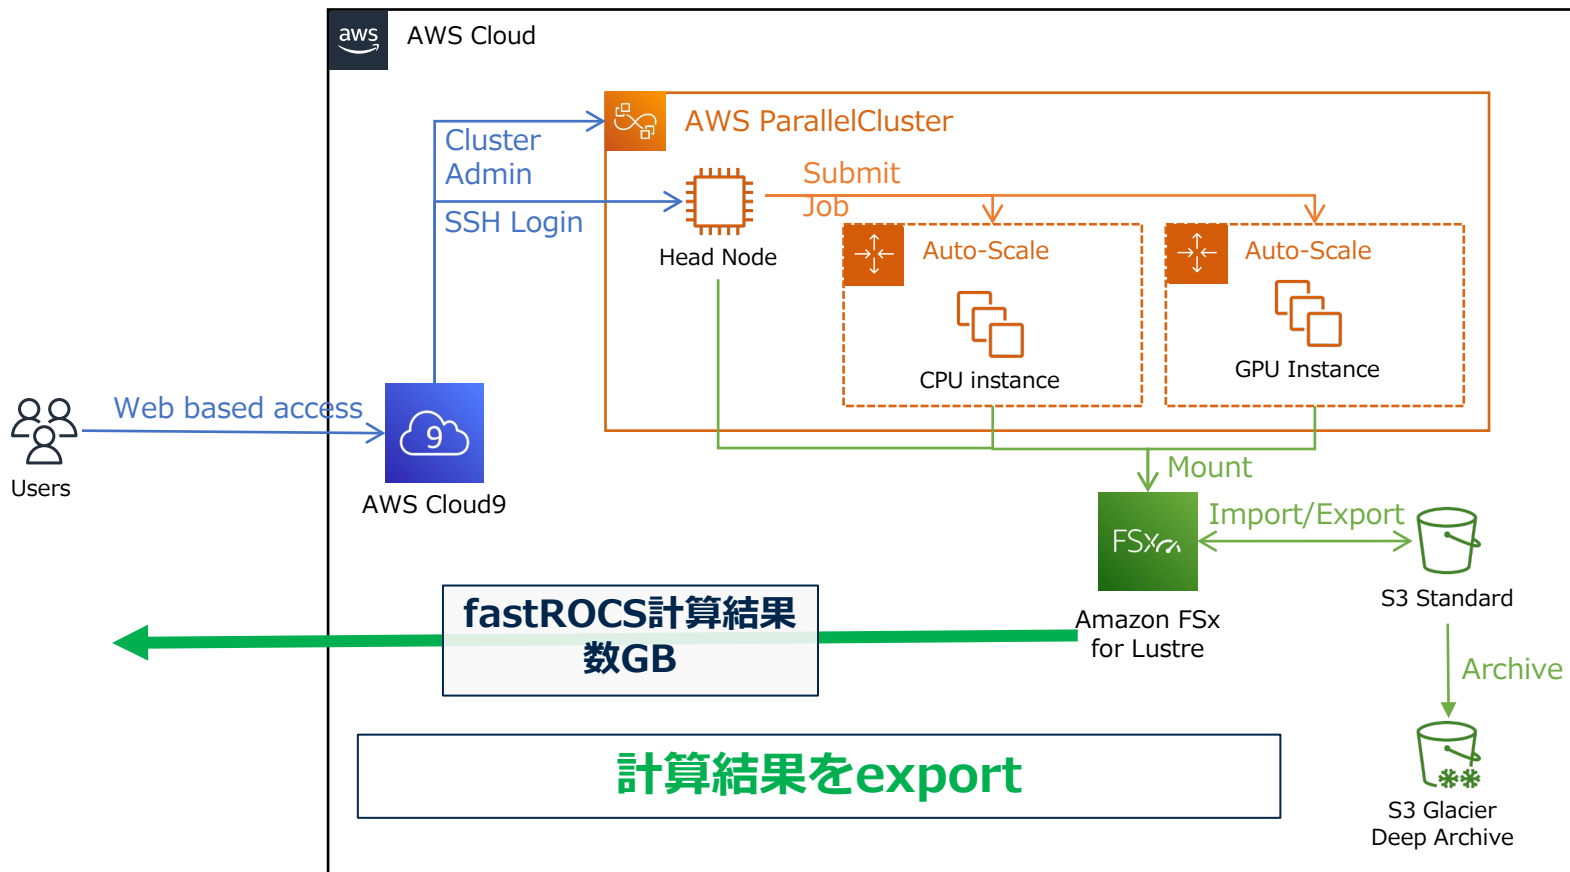 aws
AWS Cloud
AWS ParallelCluster
Cluster
Admin
SSH Login
Submit
Job
Head Node
Auto-Scale
CPU instance
Auto-Scale
GPU Instance
Users
Web based access
9
AWS Cloud9
Mount
FSx
Import/Export
Amazon FSx
for Lustre
S3 Standard
Archive
S3 Glacier
Deep Archive
fastROCS計算結果
数GB
計算結果をexport